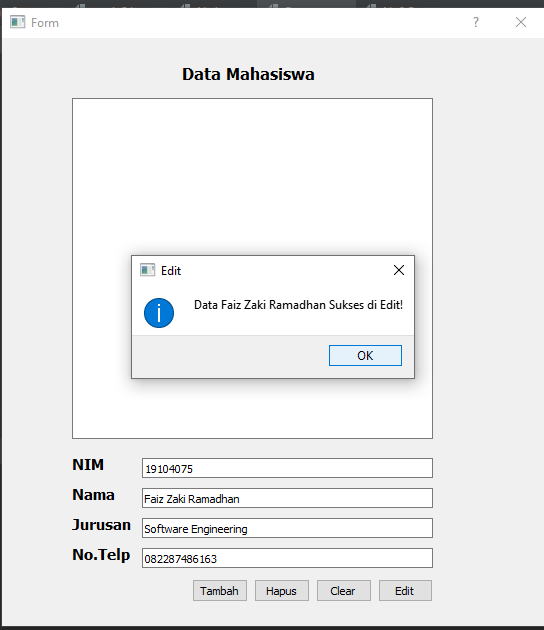 Form
Data Mahasiswa
Edit
Data Faiz Zaki Ramadhan Sukses di Edit!
OK
NIM 19104075
Nama Faiz Zaki Ramadhan
Jurusan Software Engineering
No.Telp 082287486163
Tambah Hapus Clear Edit